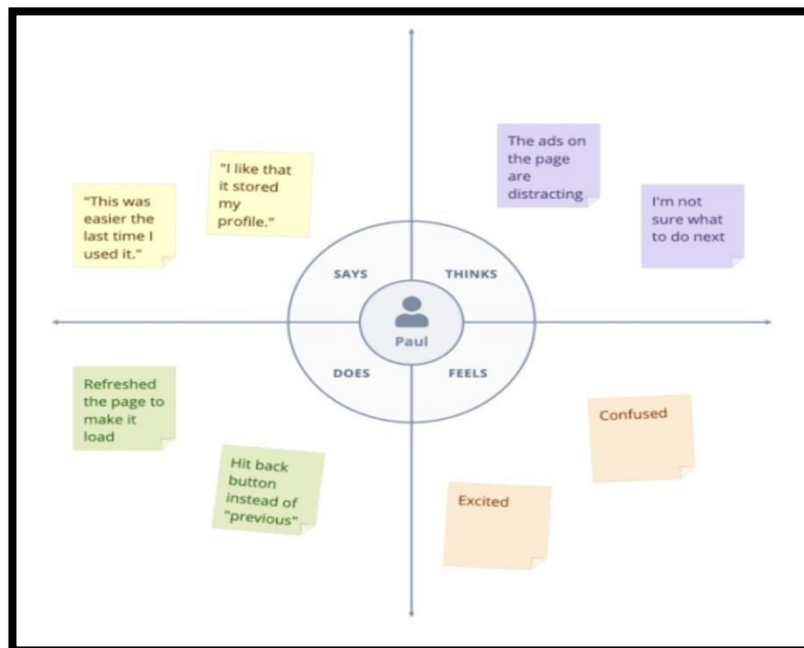 "This was
easier the
last time I
used it."
"I like that
it stored
my
profile."
The ads on
the page
are
distracting
I'm not
sure what
to do next
SAYS
THINKS
Paul
DOES
FEELS
Refreshed
the page to
make it
load
Hit back
button
instead of
"previous"
Excited
Confused